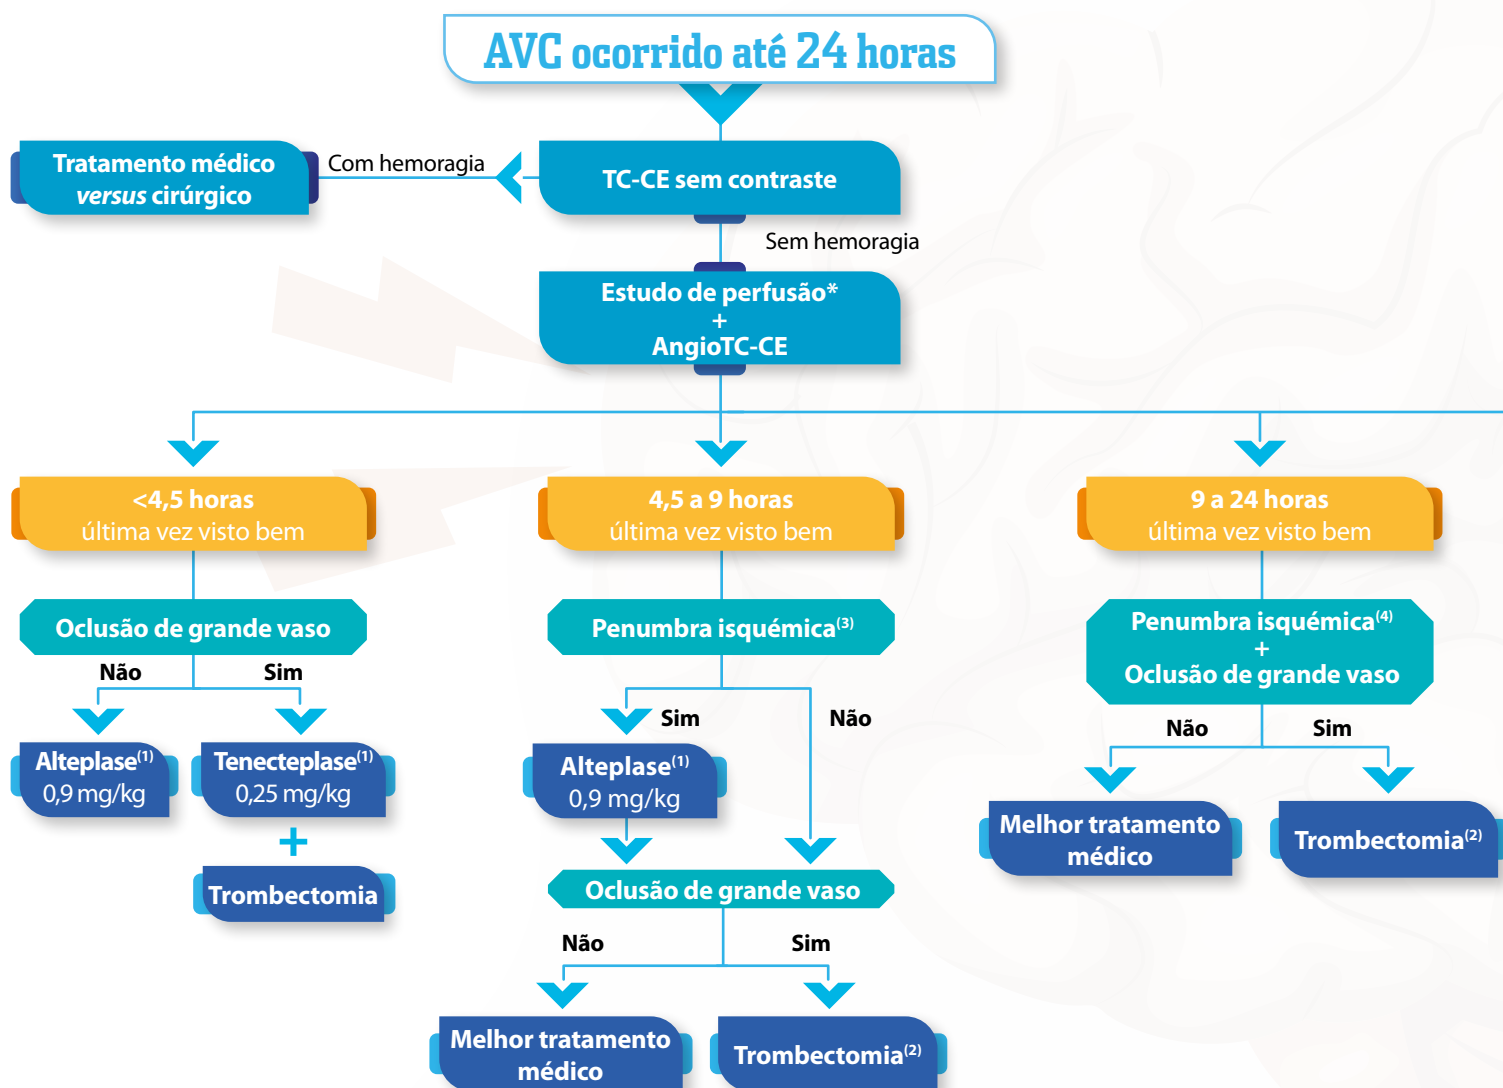 AVC ocorrido até 24 horas
Tratamento médico
versus cirúrgico
Com hemoragia
TC-CE sem contraste
Sem hemoragia
Estudo de perfusão*
+
AngioTC-CE
<4,5 horas
última vez visto bem
4,5 a 9 horas
última vez visto bem
9 a 24 horas
última vez visto bem
Oclusão de grande vaso
Penumbra isquémica(3)
Penumbra isquémica(4)
+
Oclusão de grande vaso
Não
Sim
Sim
Não
Não
Sim
Alteplase(1)
0,9 mg/kg
Tenecteplase(1)
0,25 mg/kg
+
Trombectomia
Alteplase(1)
0,9 mg/kg
Melhor tratamento
médico
Trombectomia(2)
Oclusão de grande vaso
Não
Sim
Melhor tratamento
médico
Trombectomia(2)